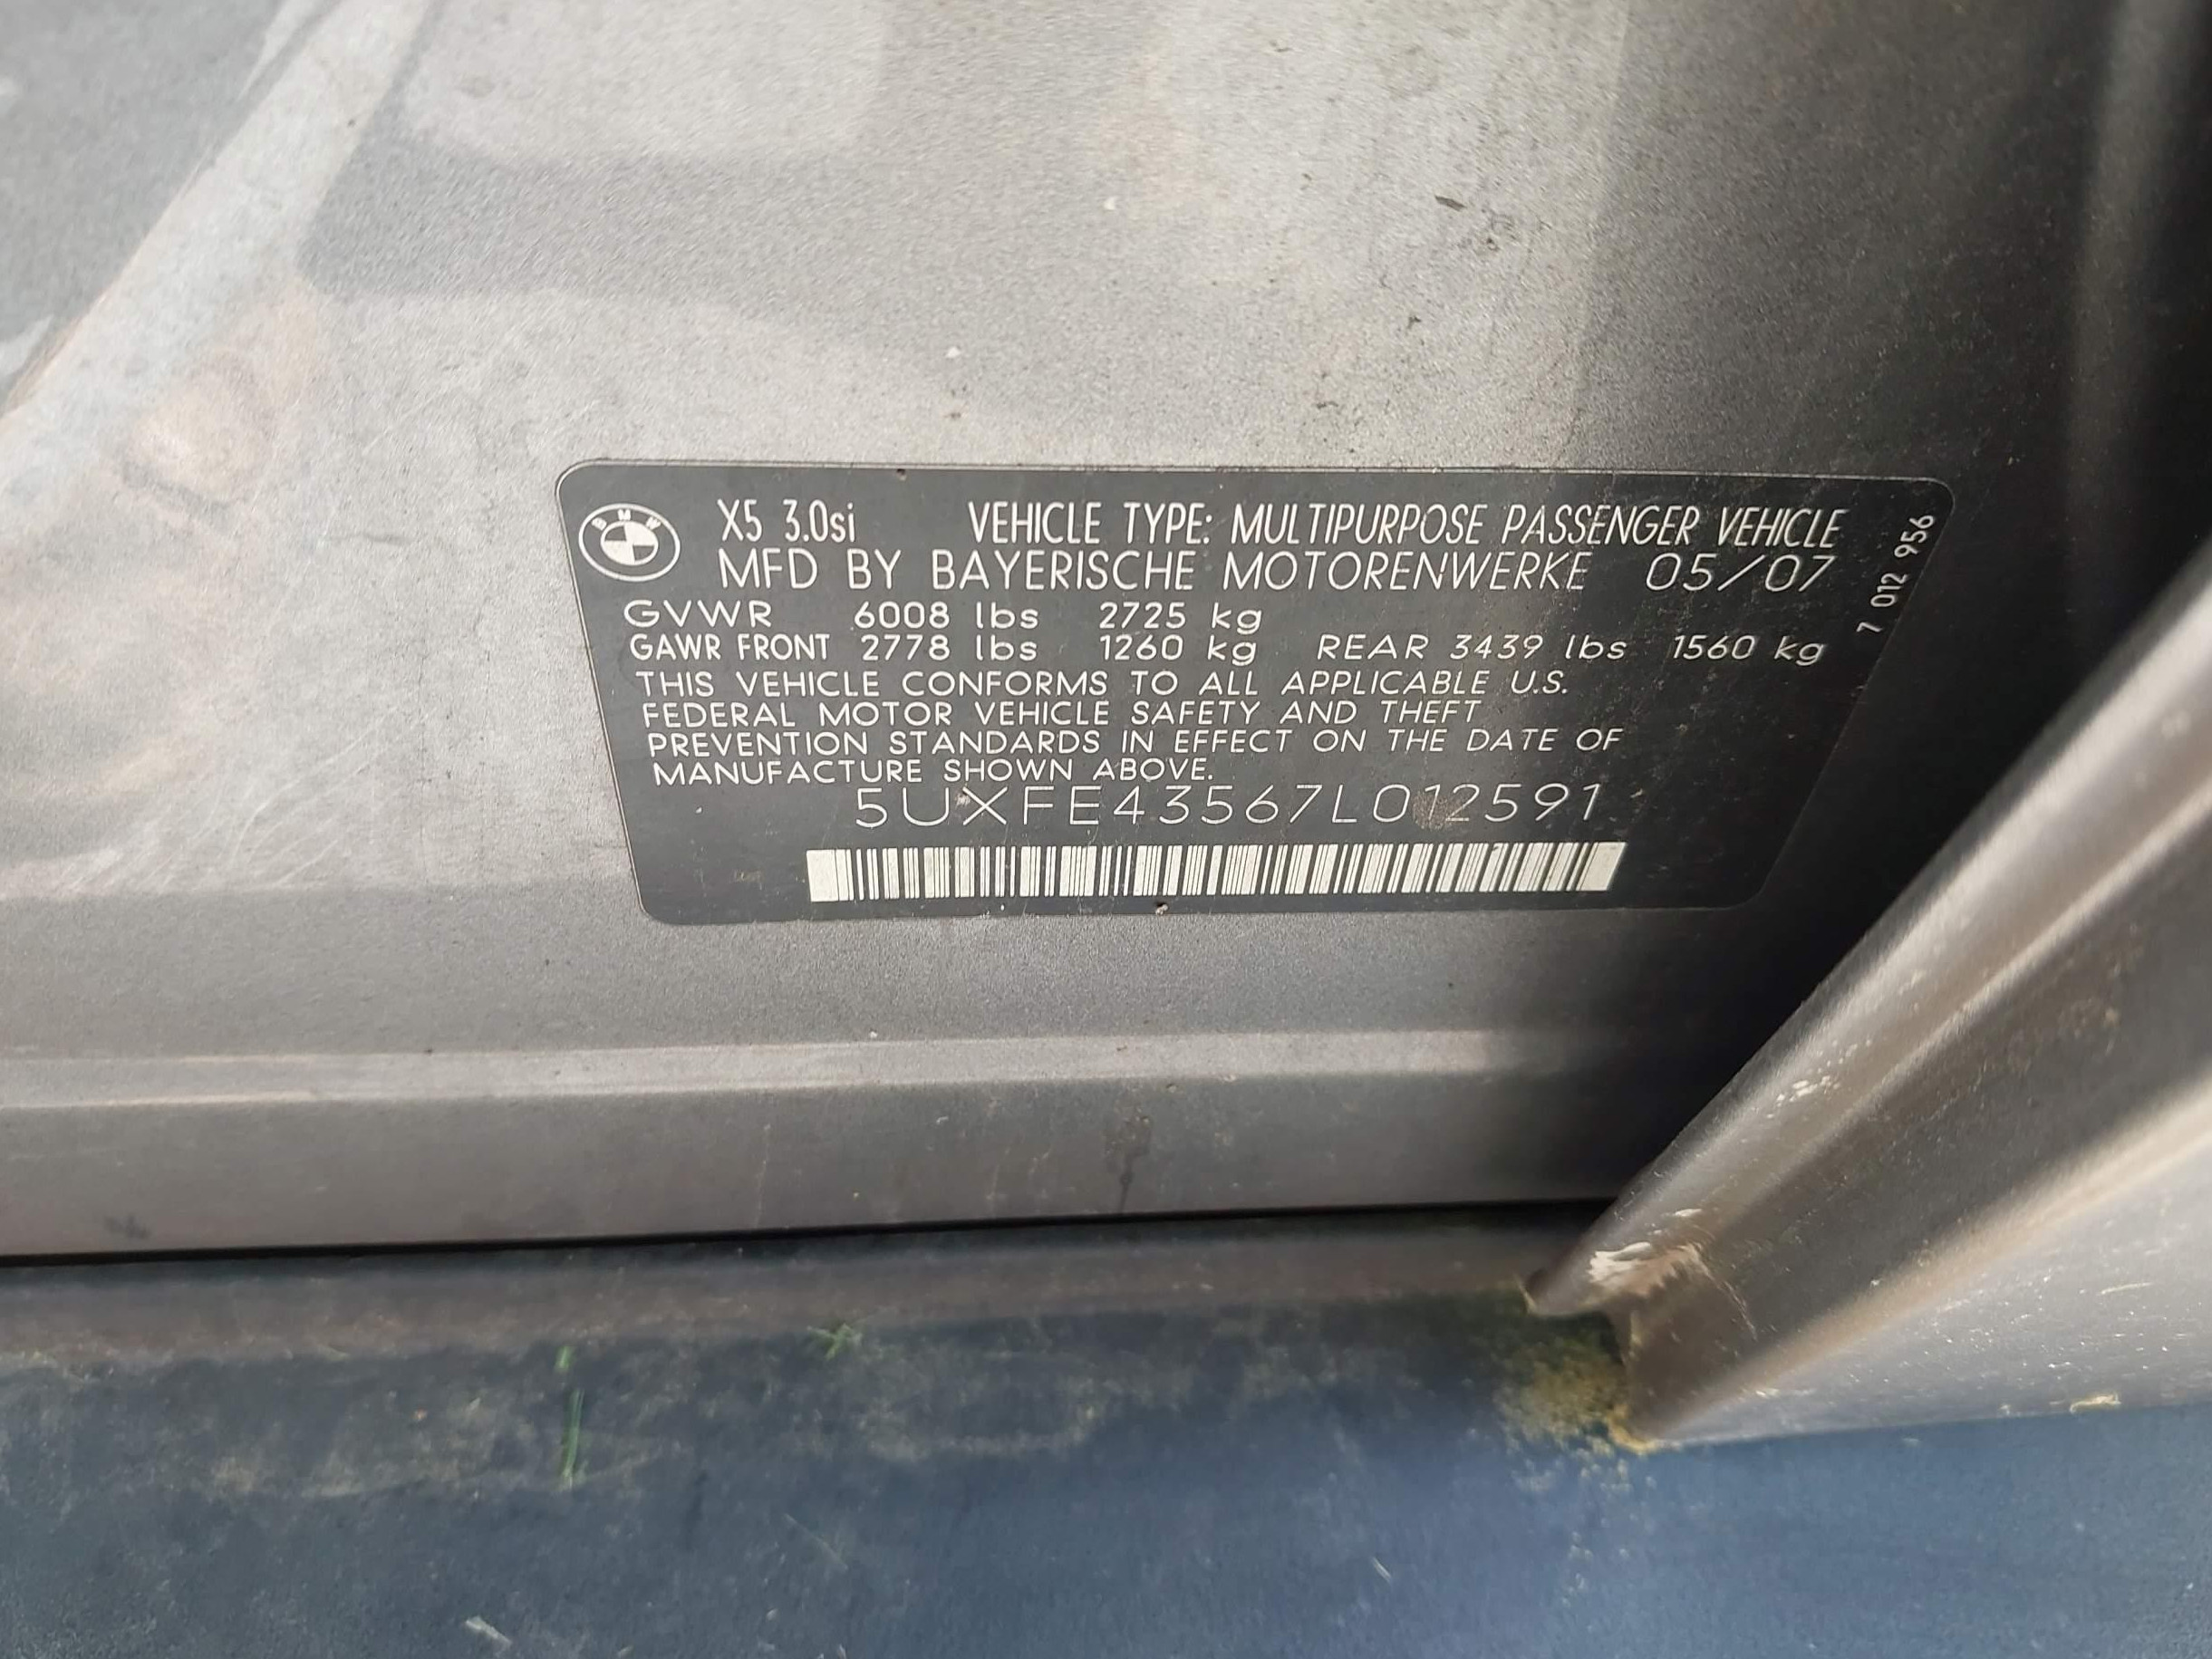 BMW
X5 3.0si VEHICLE TYPE: MULTIPURPOSE PASSENGER VEHICLE
MFD BY BAYERISCHE MOTORENWERKE 05/07
GVWR 6008 lbs 2725 kg
GAWR FRONT 2778 lbs 1260 kg REAR 3439 lbs 1560 kg
THIS VEHICLE CONFORMS TO ALL APPLICABLE U.S.
FEDERAL MOTOR VEHICLE SAFETY AND THEFT
PREVENTION STANDARDS IN EFFECT ON THE DATE OF
MANUFACTURE SHOWN ABOVE.
5UXFE43567L012591
7 012 956